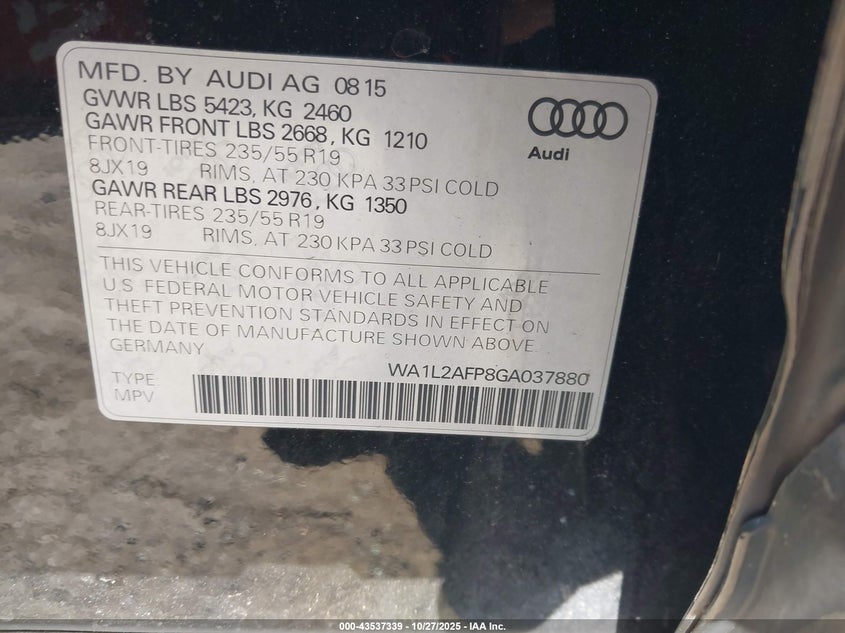 MFD. BY AUDI AG 08 15
GVWR LBS 5423, KG 2460
GAWR FRONT LBS 2668, KG 1210
FRONT-TIRES 235/55 R19
8JX19 RIMS, AT 230 KPA 33 PSI COLD
GAWR REAR LBS 2976, KG 1350
REAR-TIRES 235/55 R19
8JX19 RIMS, AT 230 KPA 33 PSI COLD
Audi
THIS VEHICLE CONFORMS TO ALL APPLICABLE
U.S. FEDERAL MOTOR VEHICLE SAFETY AND
THEFT PREVENTION STANDARDS IN EFFECT ON
THE DATE OF MANUFACTURE SHOWN ABOVE.
GERMANY
WA1L2AFP8GA037880
TYPE
MPV
000-43537339 - 10/27/2025 - IAA Inc.